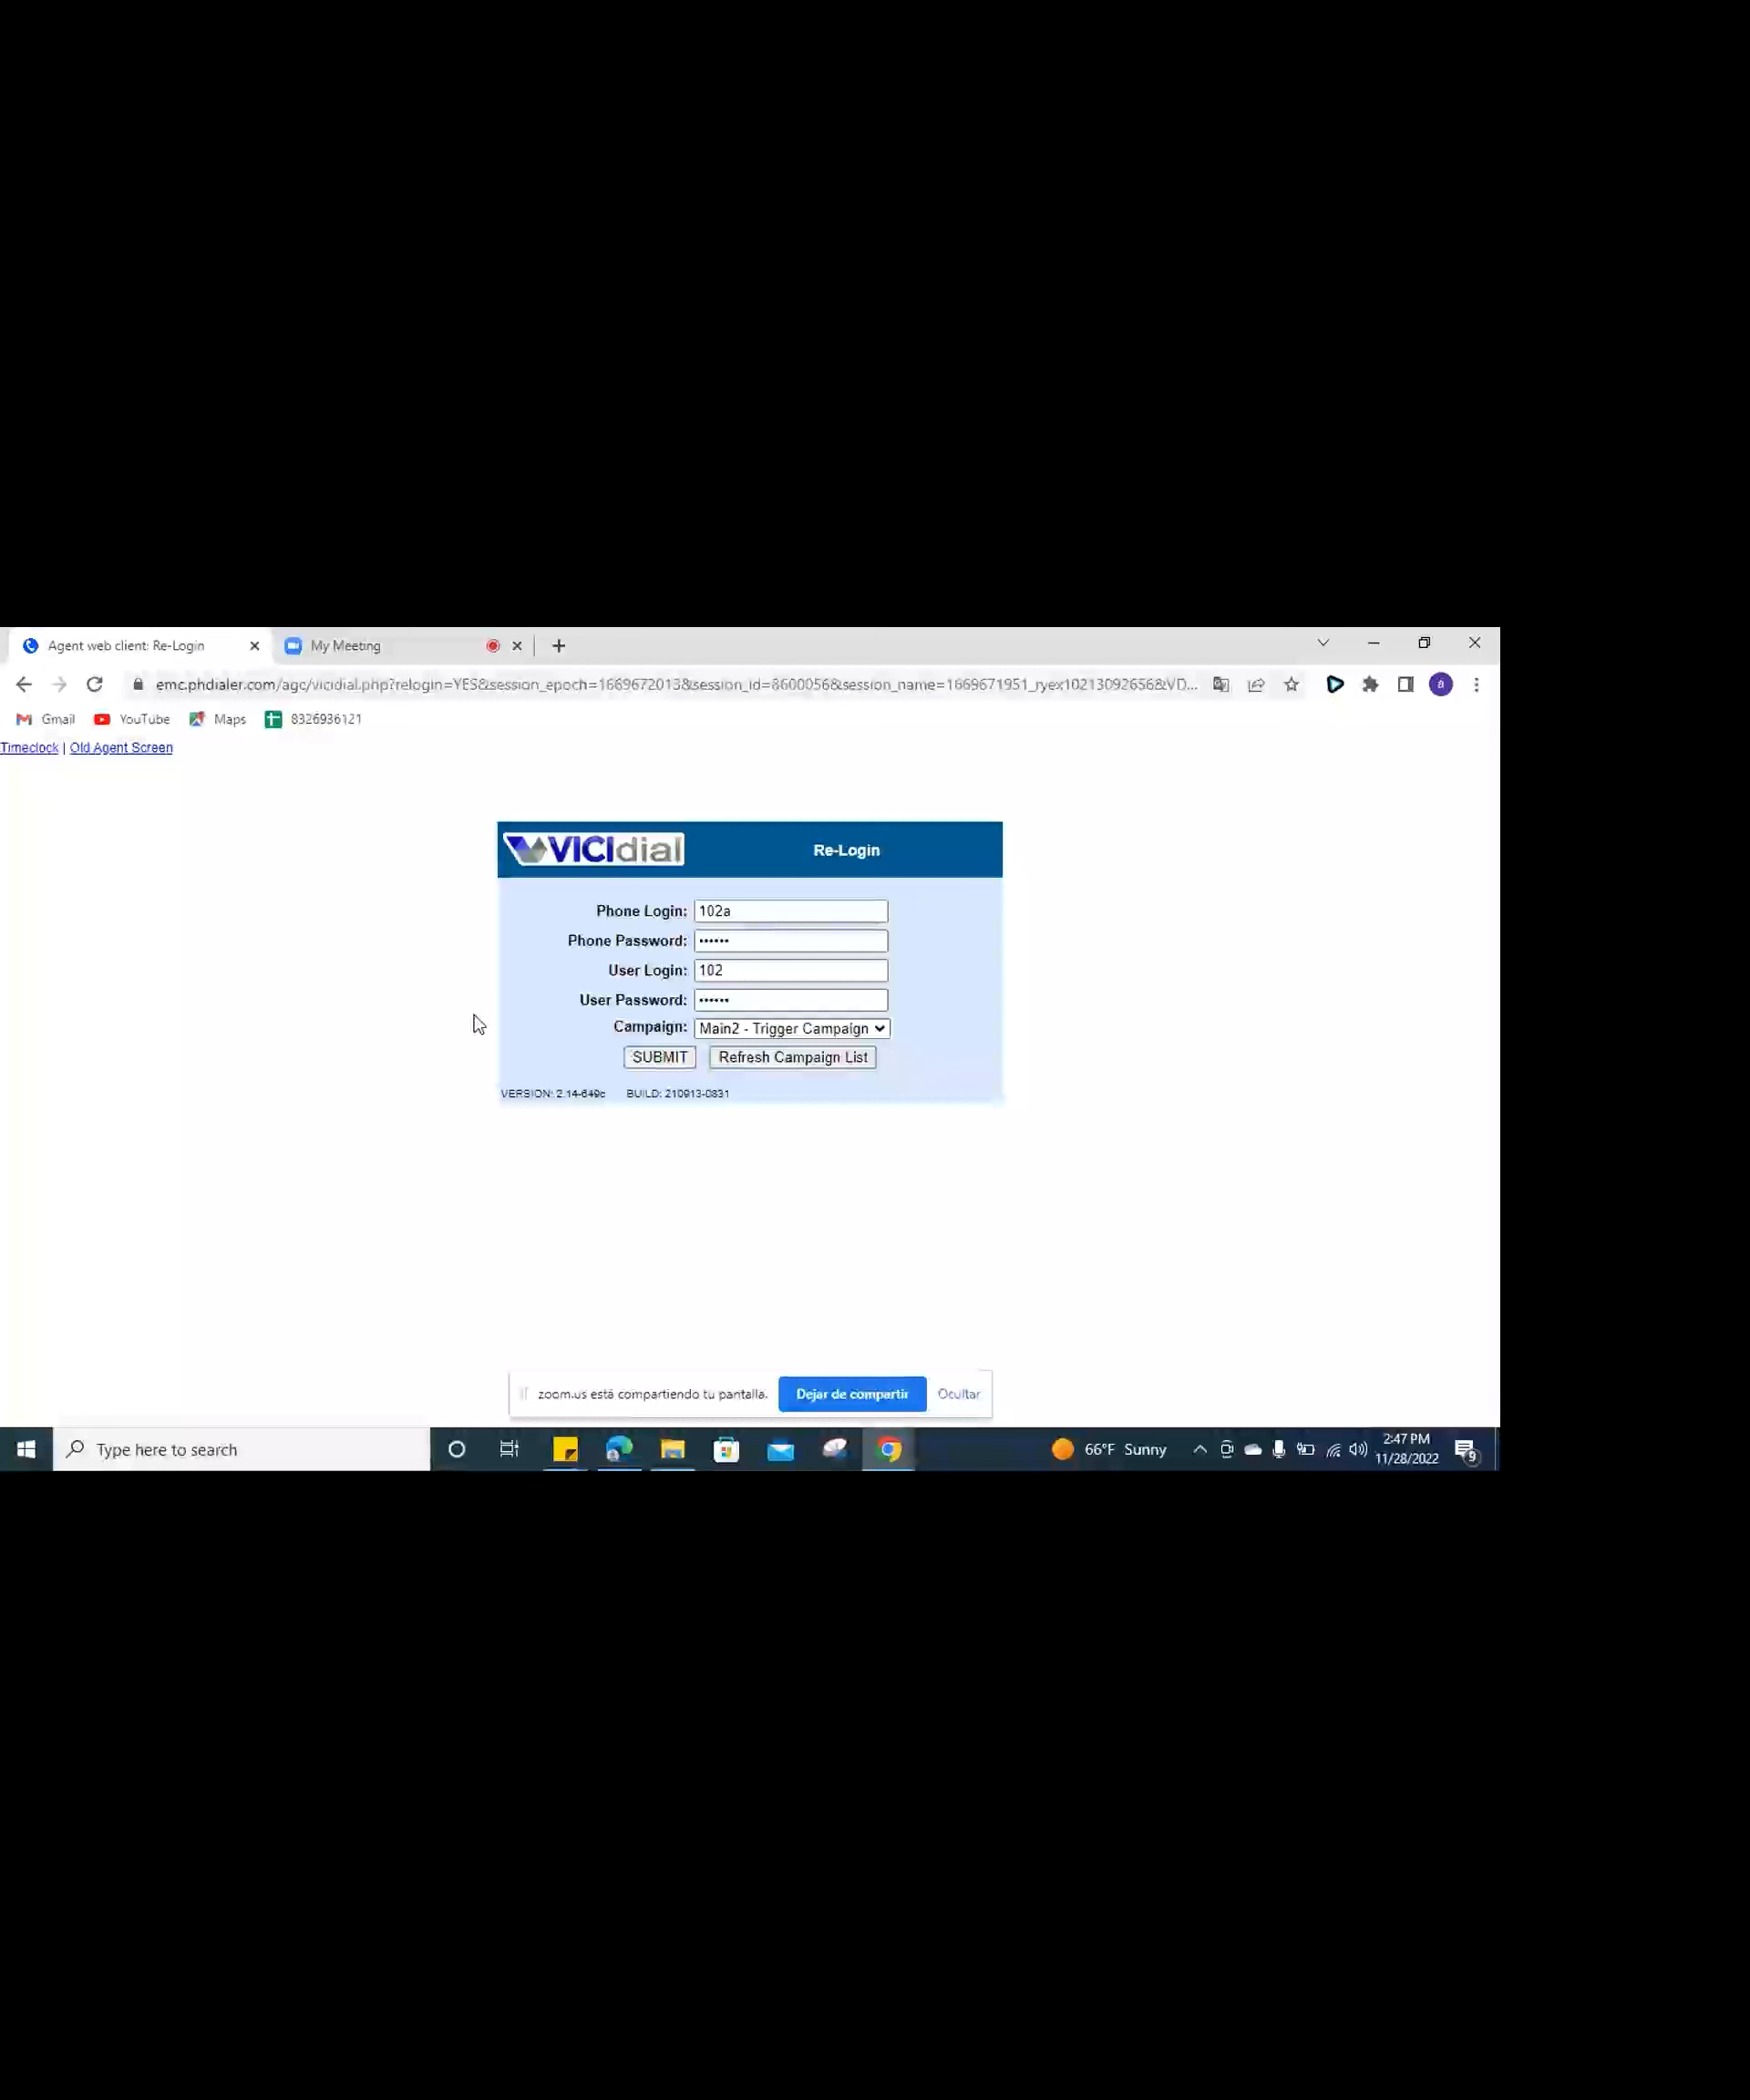 Agent web client: Re-Login
My Meeting
emc.phdialer.com/agc/vicidial.php?relogin=YES&session_epoch=1669672013&session_id=8600056&session_name=1669671951_ryex102130926568&VD...
a
Gmail YouTube Maps 8326936121
Timeclock | Old Agent Screen
VICIdial Re-Login
Phone Login: 102a
Phone Password: ••••••
User Login: 102
User Password: ••••••
Campaign: Main2 - Trigger Campaign
SUBMIT Refresh Campaign List
VERSION: 2.14-649c BUILD: 210913-0831
zoom.us está compartiendo tu pantalla. Dejar de compartir Ocultar
Type here to search
66°F Sunny
2:47 PM
11/28/2022
9